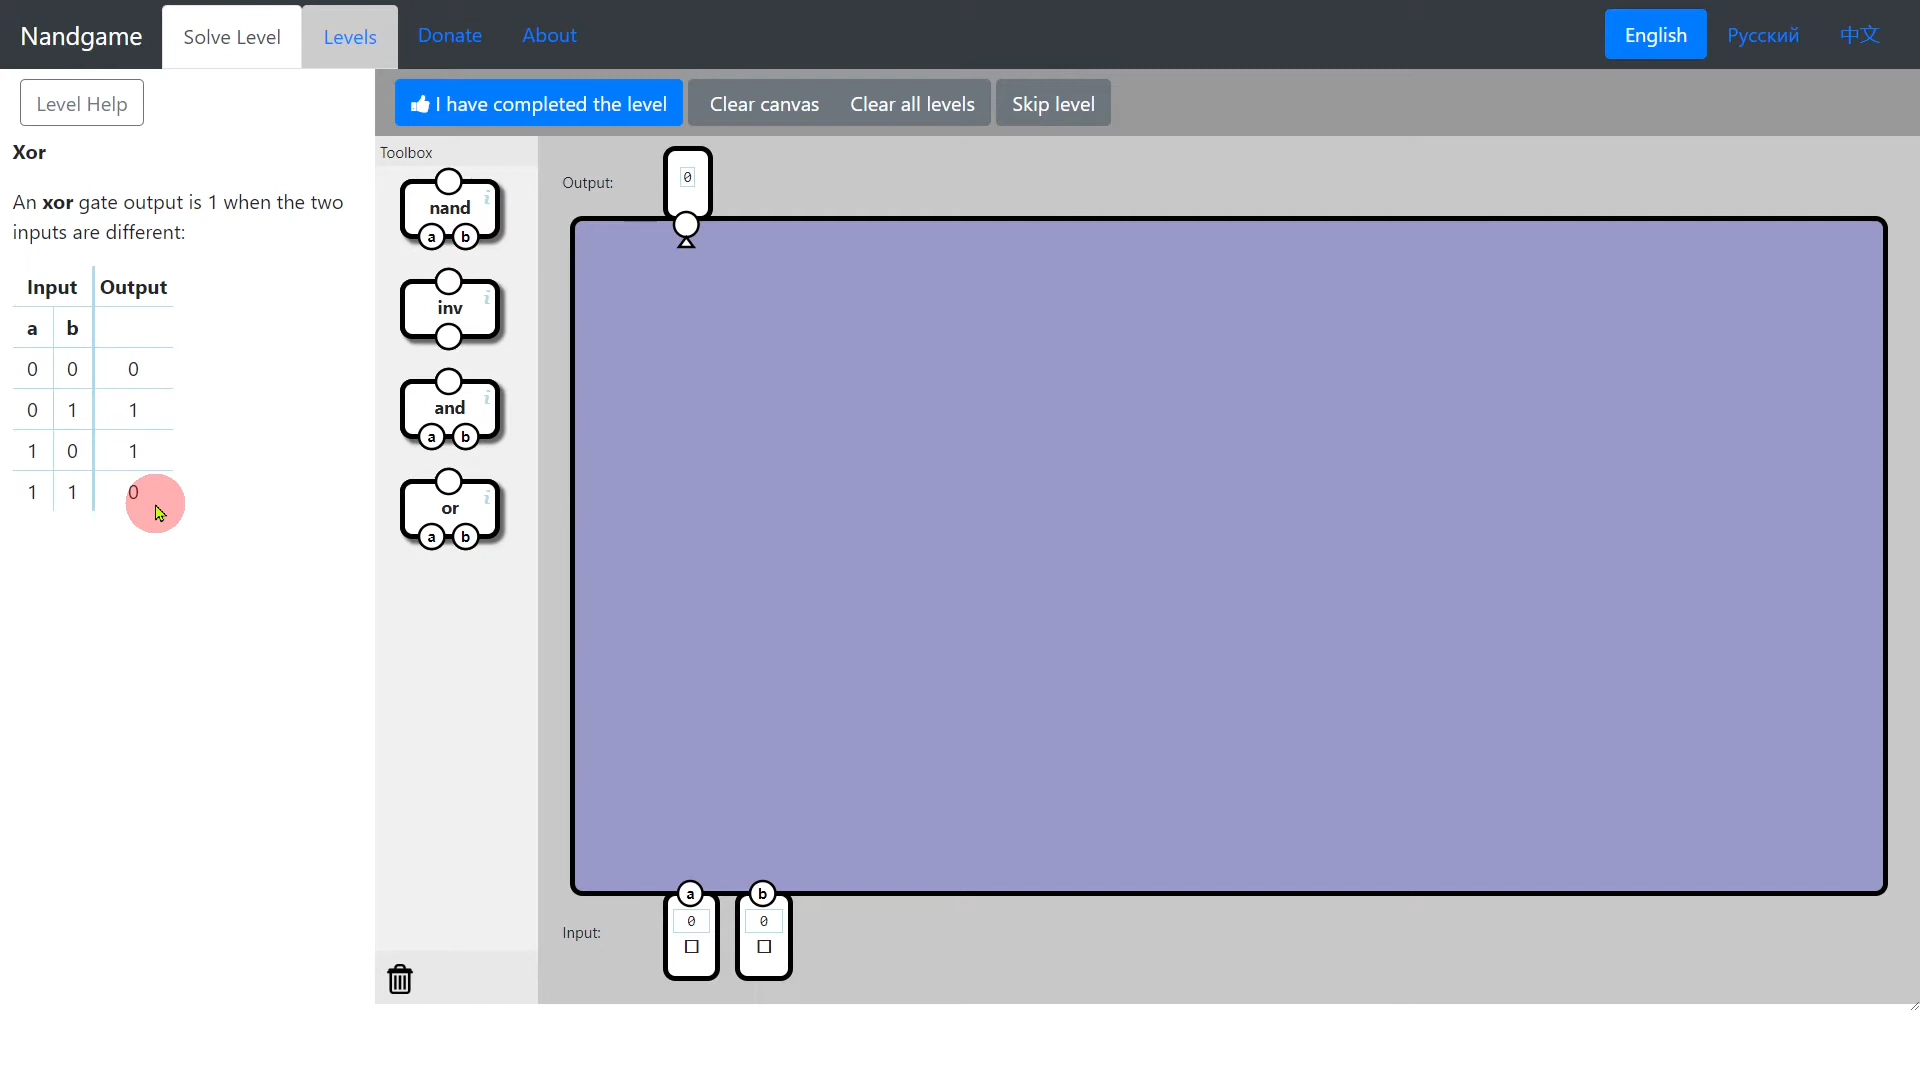 Nandgame Solve Level Levels Donate About English Русский 中文
Level Help
I have completed the level Clear canvas Clear all levels Skip level
Xor
An xor gate output is 1 when the two
inputs are different:
Input Output
a b
0 0 0
0 1 1
1 0 1
1 1 0
Toolbox
nand
i
a b
inv
i
and
i
a b
or
i
a b
Output:
0
a b
Input:
0 0